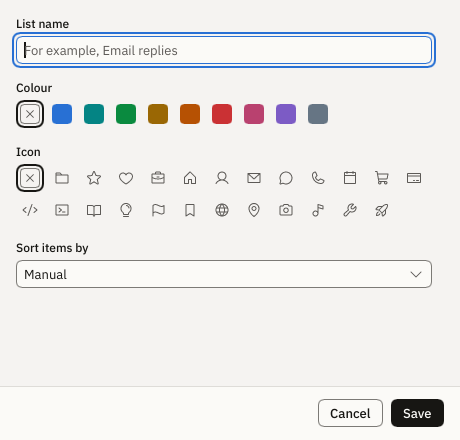 List name
For example, Email replies
Colour
Icon
Sort items by
Manual
Cancel
Save